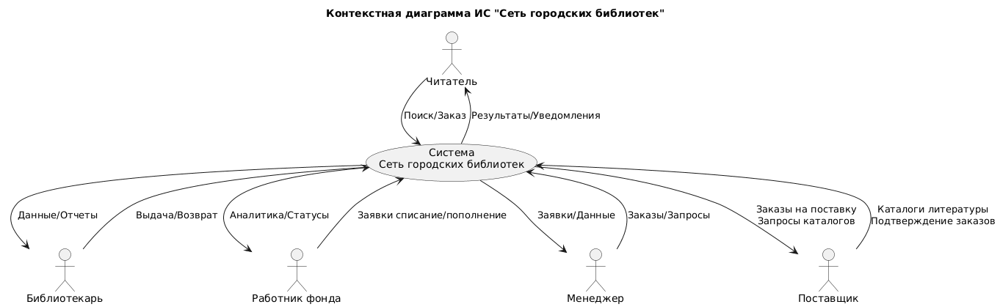 Контекстная диаграмма ИС "Сеть городских библиотек"
Читатель
Поиск/Заказ
Результаты/Уведомления
Система
Сеть городских библиотек
Данные/Отчеты
Выдача/Возврат
Аналитика/Статусы
Заявки списание/пополнение
Заявки/Данные
Заказы/Запросы
Заказы на поставку
Запросы каталогов
Каталоги литературы
Подтверждение заказов
Библиотекарь
Работник фонда
Менеджер
Поставщик